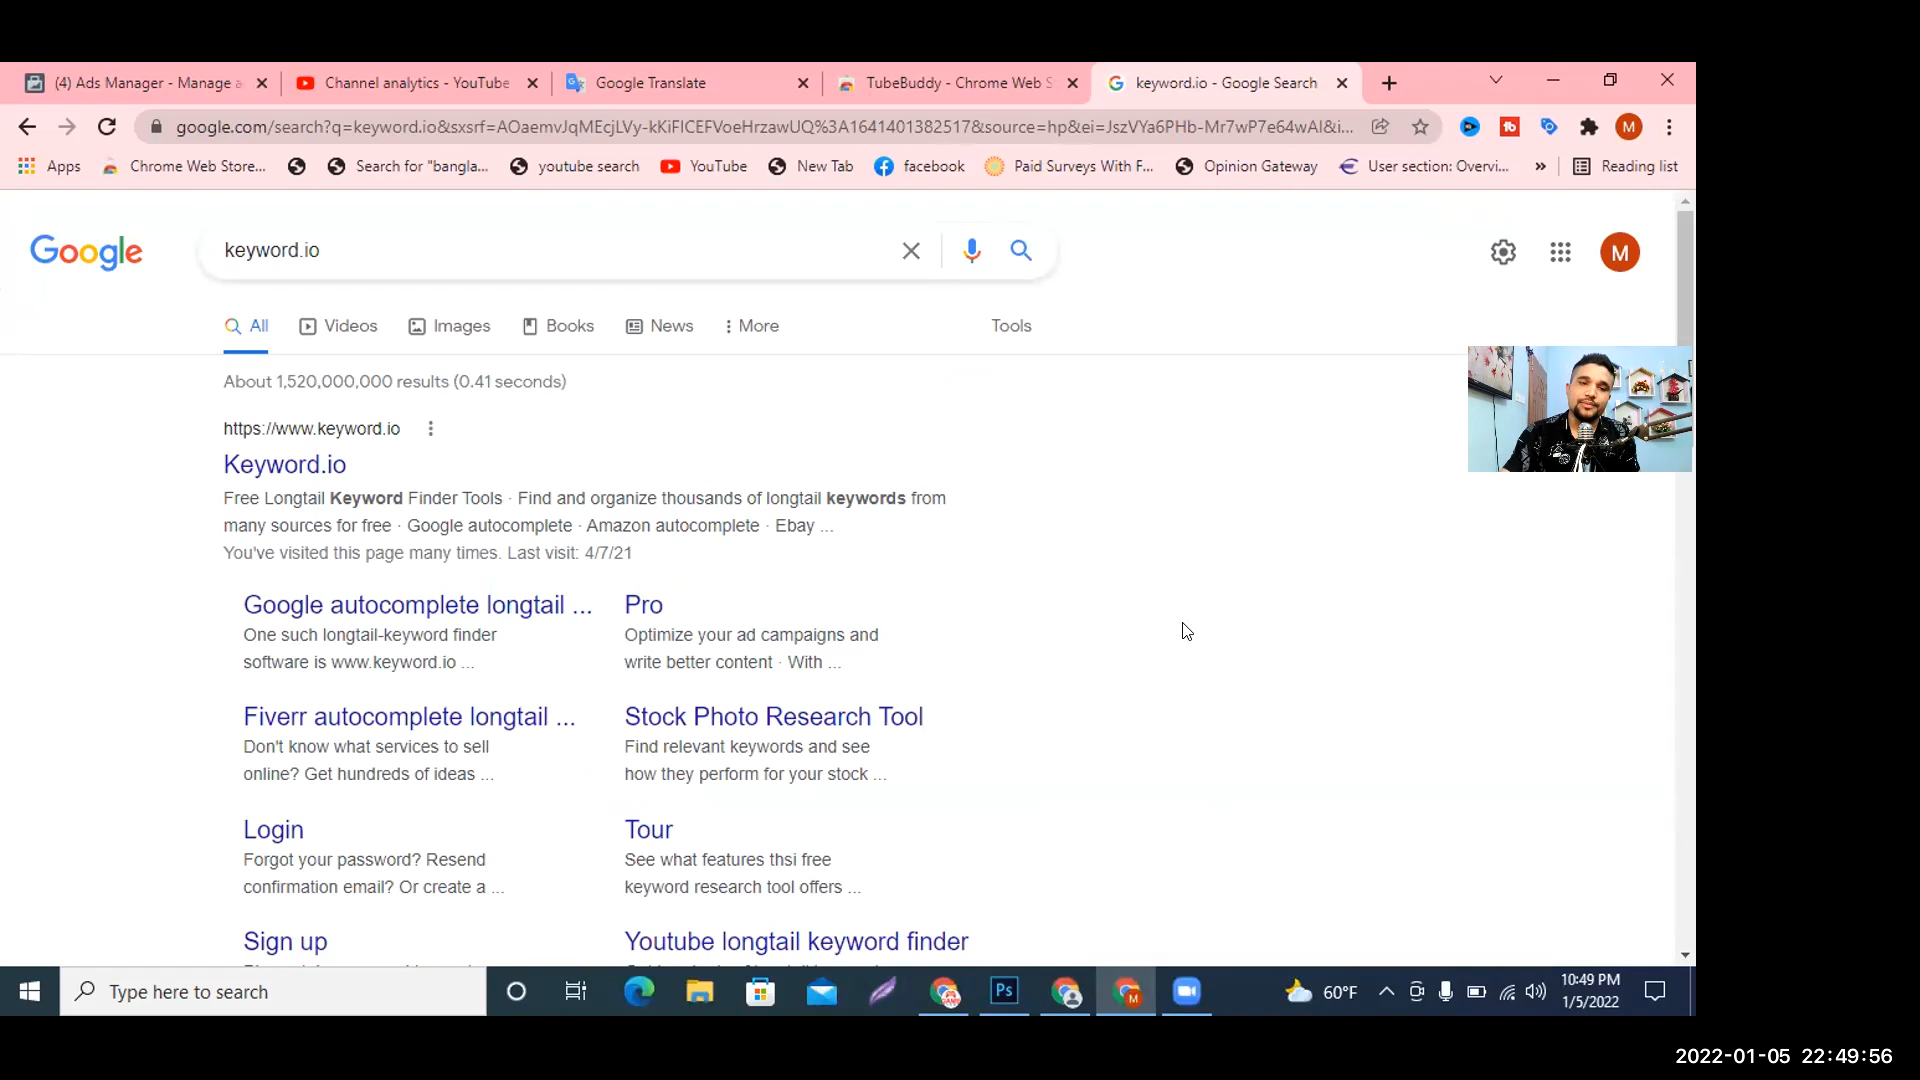 (4) Ads Manager - Manage a
Channel analytics - YouTube
Google Translate
TubeBuddy - Chrome Web S
keyword.io - Google Search
google.com/search?q=keyword.io&sxsrf=AOaemvJqMEcjLVy-kKiFICEFVoeHrzawUQ%3A1641401382517&source=hp&ei=JszVYa6PHb-Mr7wP7e64wAI&i...
M
Apps
Chrome Web Store...
Search for "bangla...
youtube search
YouTube
New Tab
facebook
Paid Surveys With F...
Opinion Gateway
User section: Overvi...
»
Reading list
Google
keyword.io
M
All
Videos
Images
Books
News
More
Tools
About 1,520,000,000 results (0.41 seconds)
https://www.keyword.io
Keyword.io
Free Longtail Keyword Finder Tools · Find and organize thousands of longtail keywords from
many sources for free · Google autocomplete · Amazon autocomplete · Ebay ...
You've visited this page many times. Last visit: 4/7/21
Google autocomplete longtail ...
One such longtail-keyword finder
software is www.keyword.io ...
Pro
Optimize your ad campaigns and
write better content · With ...
Fiverr autocomplete longtail ...
Don't know what services to sell
online? Get hundreds of ideas ...
Stock Photo Research Tool
Find relevant keywords and see
how they perform for your stock ...
Login
Forgot your password? Resend
confirmation email? Or create a ...
Tour
See what features thsi free
keyword research tool offers ...
Sign up
Youtube longtail keyword finder
Type here to search
Ps
M
60°F
10:49 PM
1/5/2022
2022-01-05 22:49:56